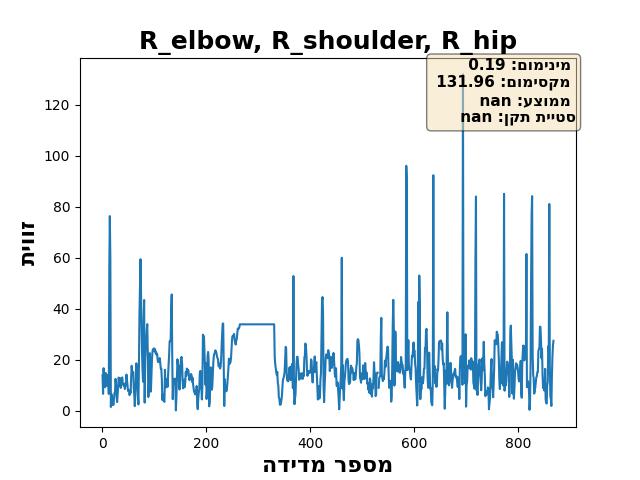 R_elbow, R_shoulder, R_hip
מינימום: 0.19
מקסימום: 131.96
ממוצע: nan
סטיית תקן: nan
זווית
120
100
80
60
40
20
0
0 200 400 600 800
מספר מדידה